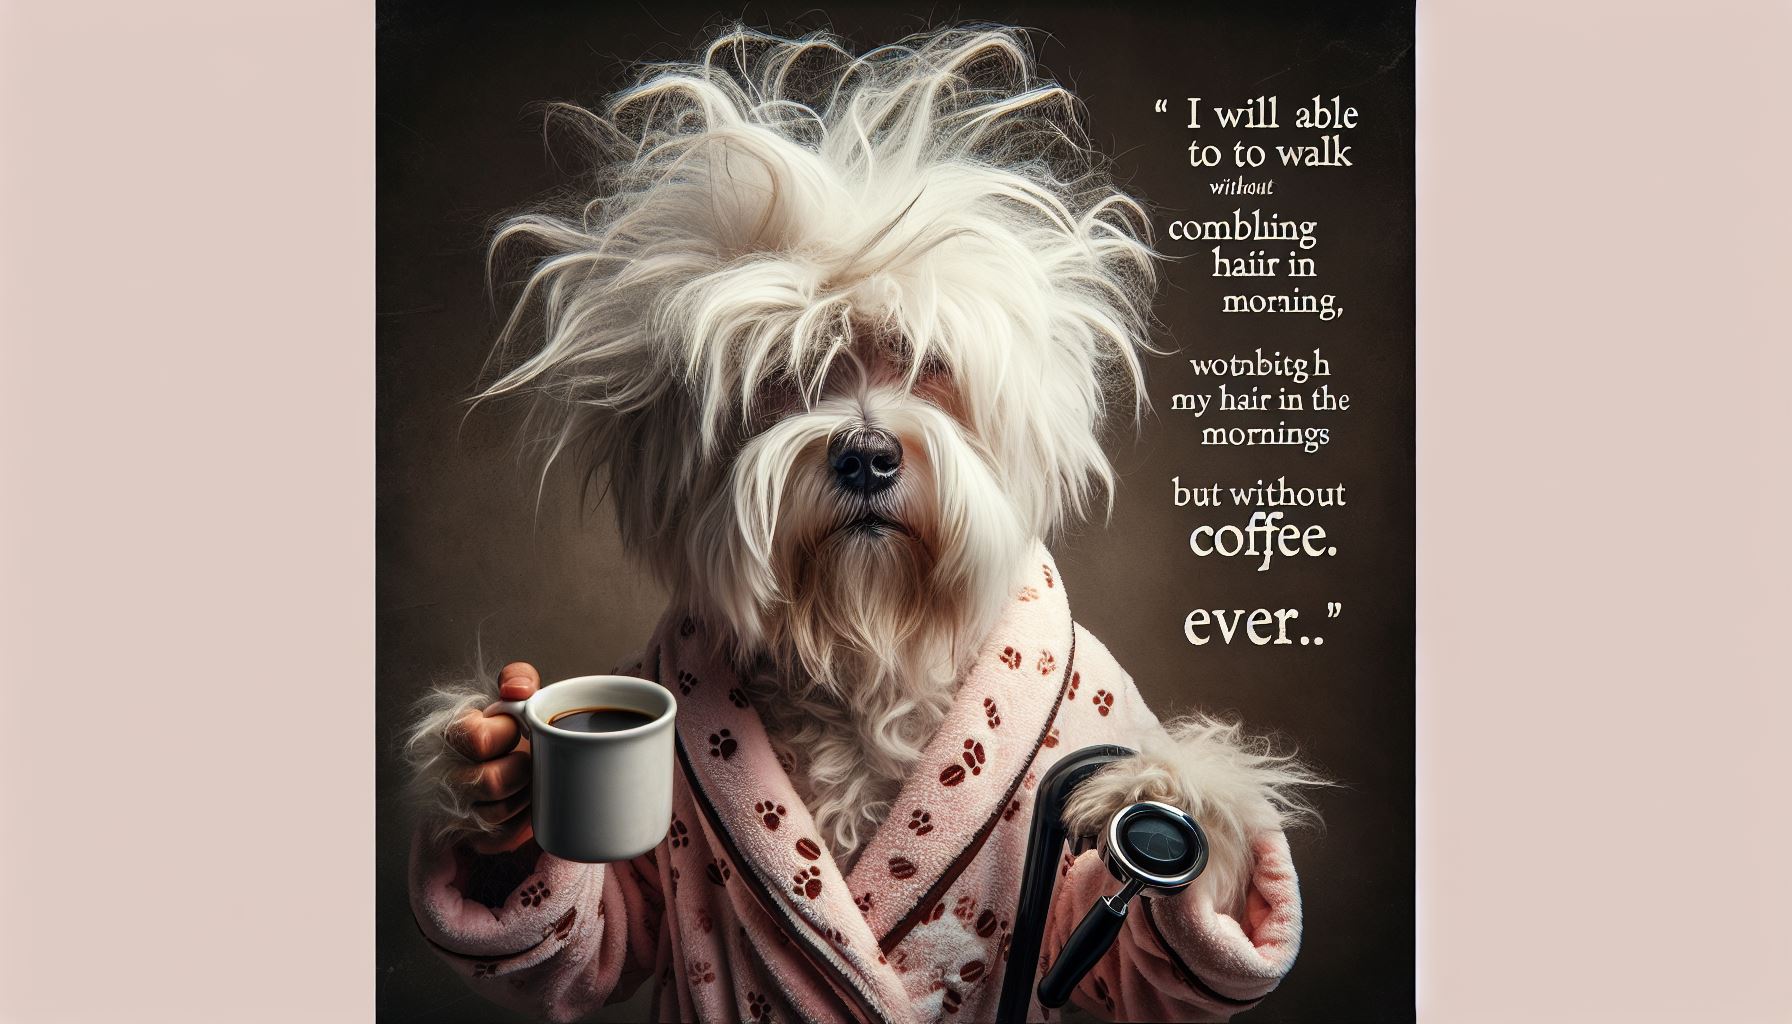 “ I will able
to to walk
without
combhing
haiir in
morning,
wotnbitgh
my hair in the
mornings
but without
coffee.
ever..”